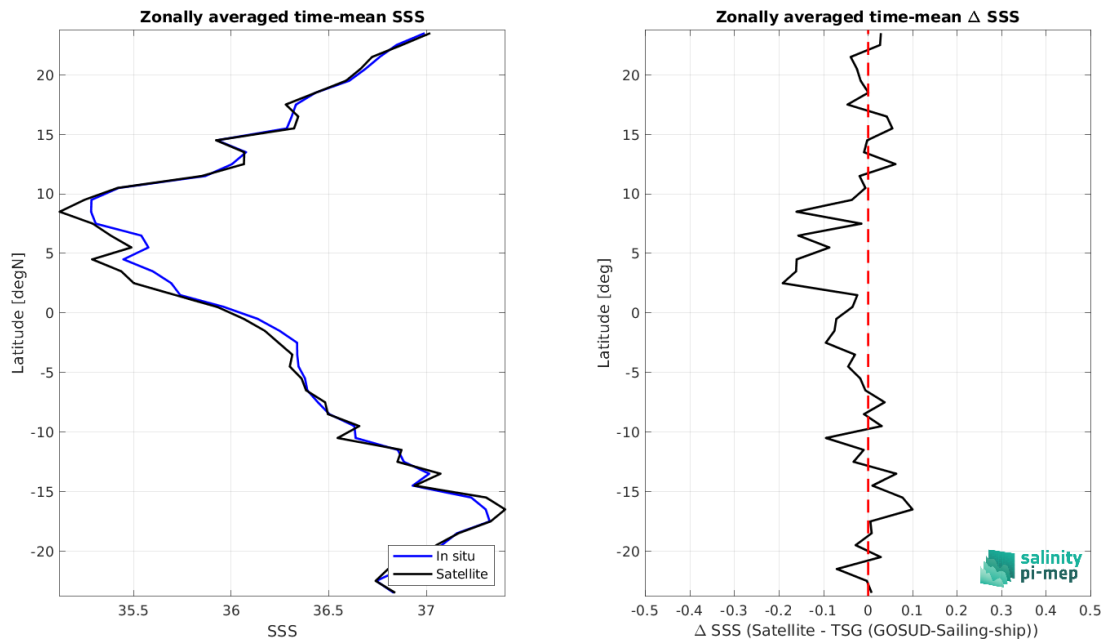 Zonally averaged time-mean SSS
Latitude [degN]
20
15
10
5
0
-5
-10
-15
-20
35.5 36 36.5 37
SSS
In situ
Satellite
Zonally averaged time-mean Δ SSS
Latitude [deg]
20
15
10
5
0
-5
-10
-15
-20
-0.5 -0.4 -0.3 -0.2 -0.1 0 0.1 0.2 0.3 0.4 0.5
Δ SSS (Satellite - TSG (GOSUD-Sailing-ship))
salinity
pi-mep